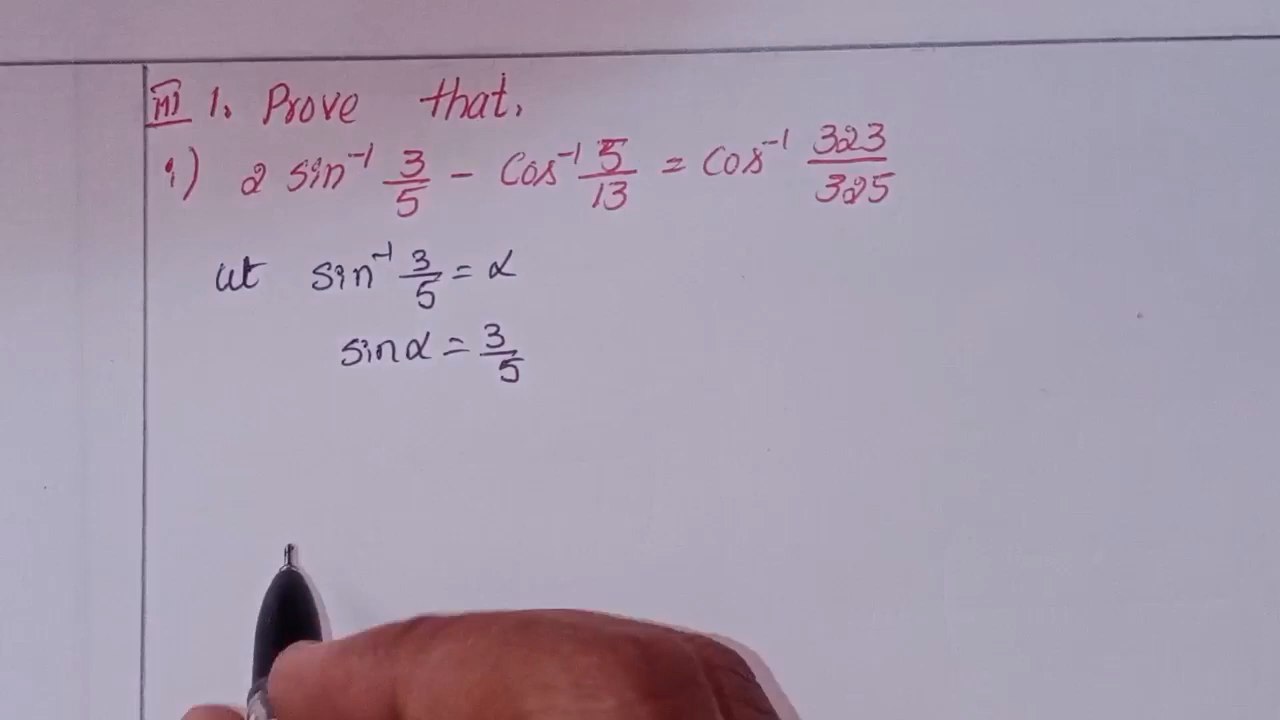 III 1. Prove that,
i) 2 sin⁻¹ 3/5 - Cos⁻¹ 5/13 = Cos⁻¹ 323/325
let sin⁻¹ 3/5 = α
sinα = 3/5